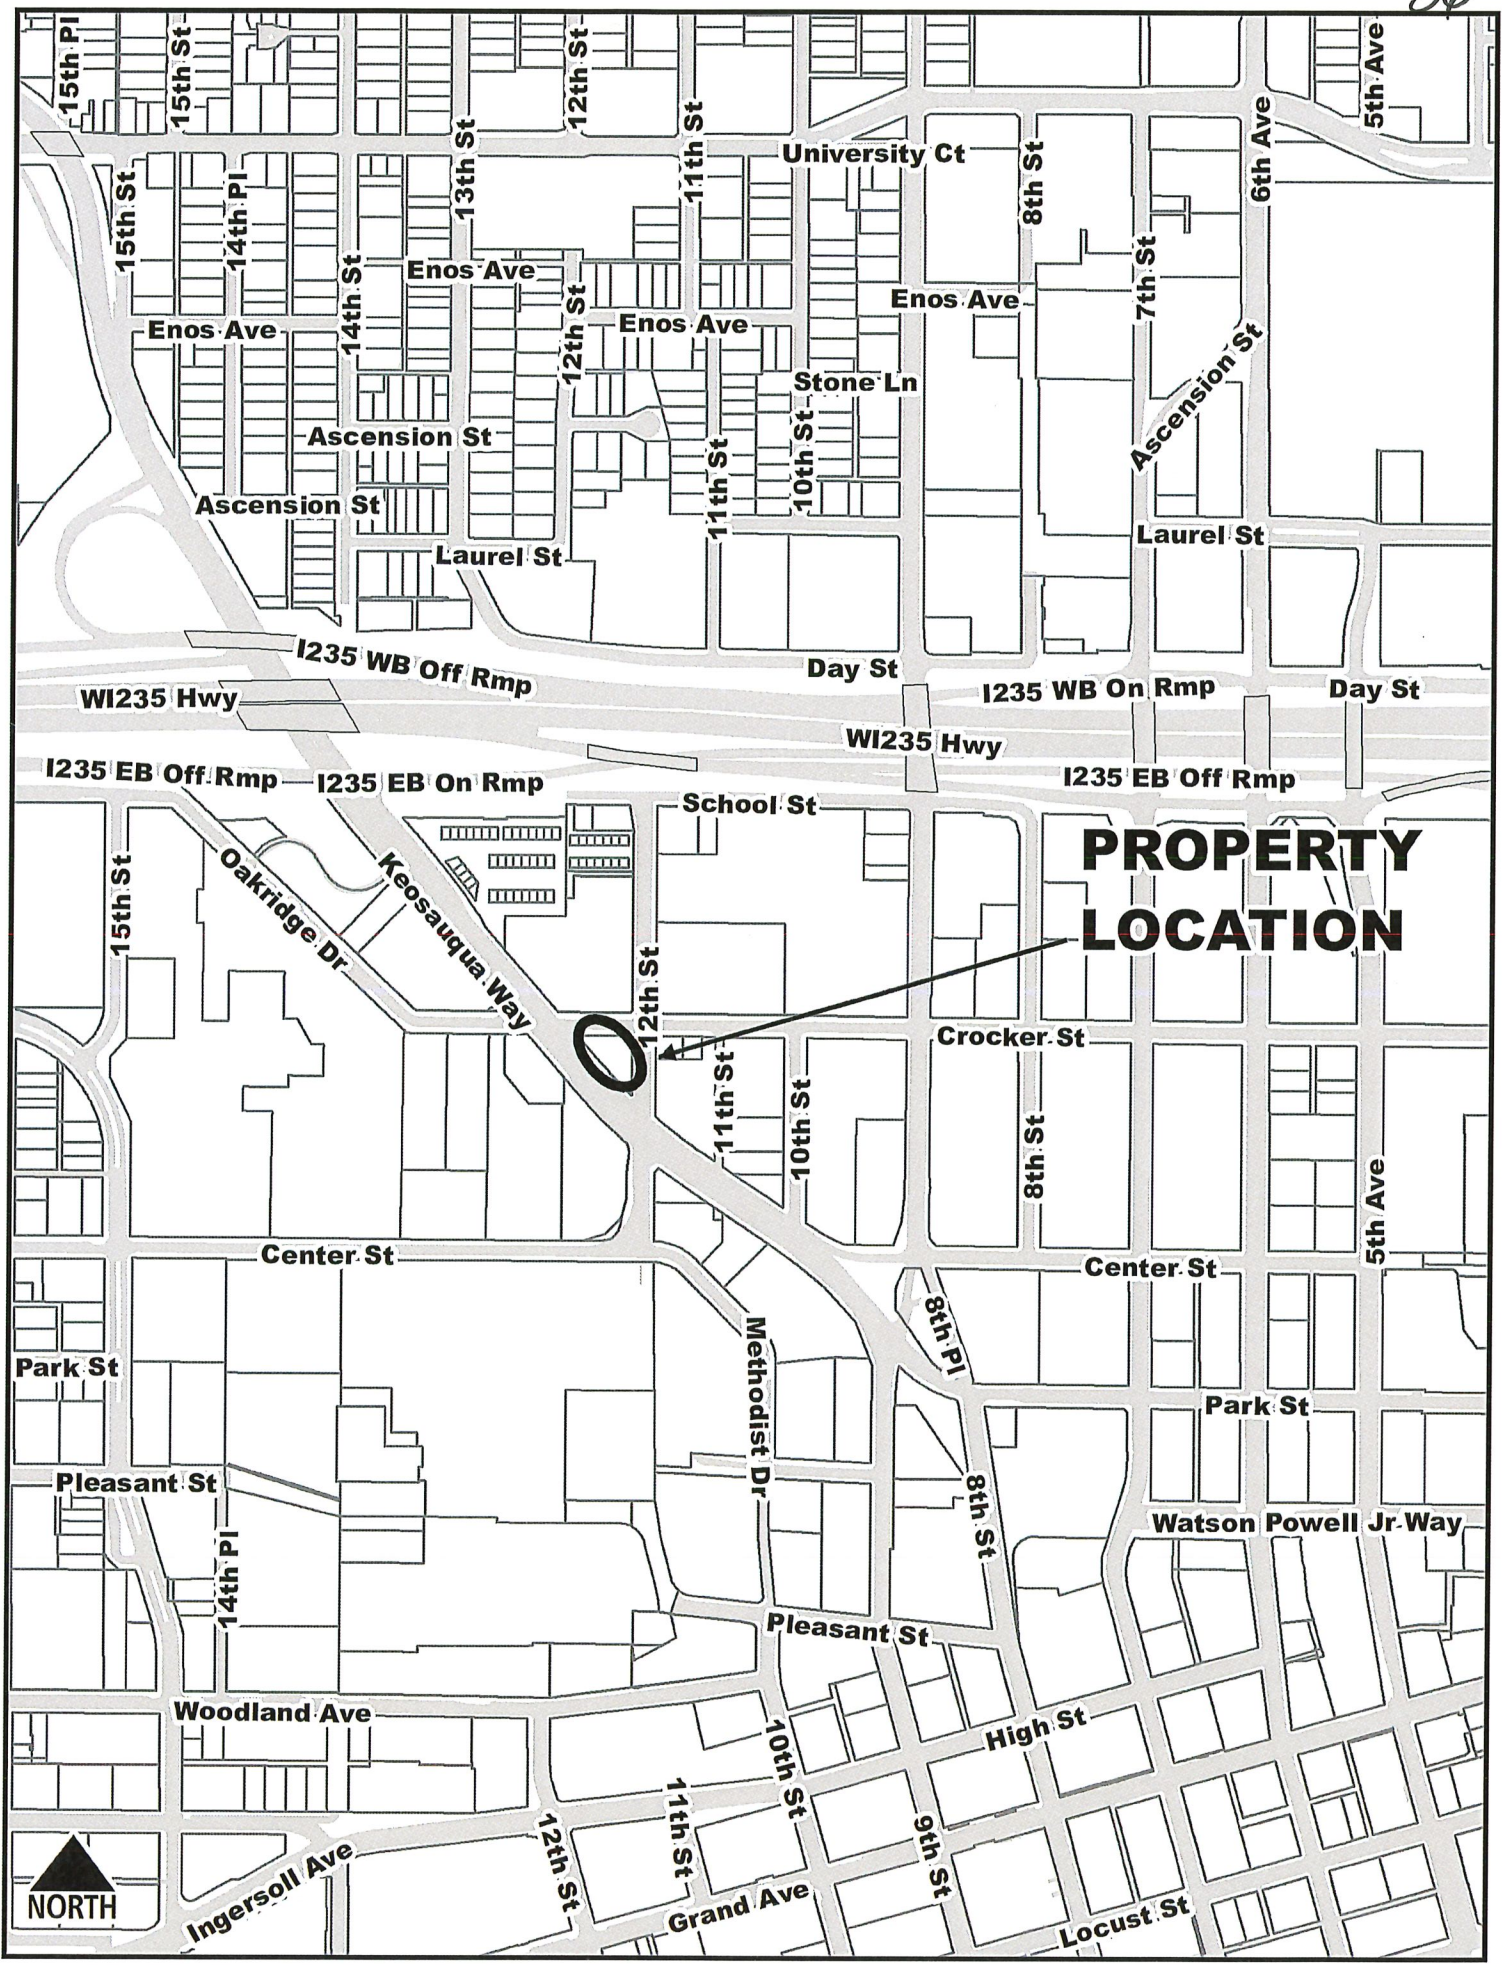 15th Pl
15th St
12th St
5th Ave
13th St
11th St
6th Ave
University Ct
8th St
15th St
14th Pl
Enos Ave
14th St
7th St
12th St
Enos Ave
Enos Ave
Enos Ave
Ascension St
Stone Ln
Ascension St
10th St
11th St
Ascension St
Laurel St
Laurel St
I235 WB Off Rmp
Day St
I235 WB On Rmp
Day St
WI235 Hwy
WI235 Hwy
I235 EB Off Rmp
I235 EB On Rmp
I235 EB Off Rmp
School St
PROPERTY
LOCATION
15th St
Oakridge Dr
Keosauqua Way
12th St
Crocker St
11th St
10th St
8th St
5th Ave
Center St
Center St
8th Pl
Park St
Methodist Dr
Park St
Pleasant St
8th St
Watson Powell Jr Way
14th Pl
Pleasant St
Woodland Ave
High St
10th St
11th St
12th St
9th St
Ingersoll Ave
Grand Ave
Locust St
NORTH